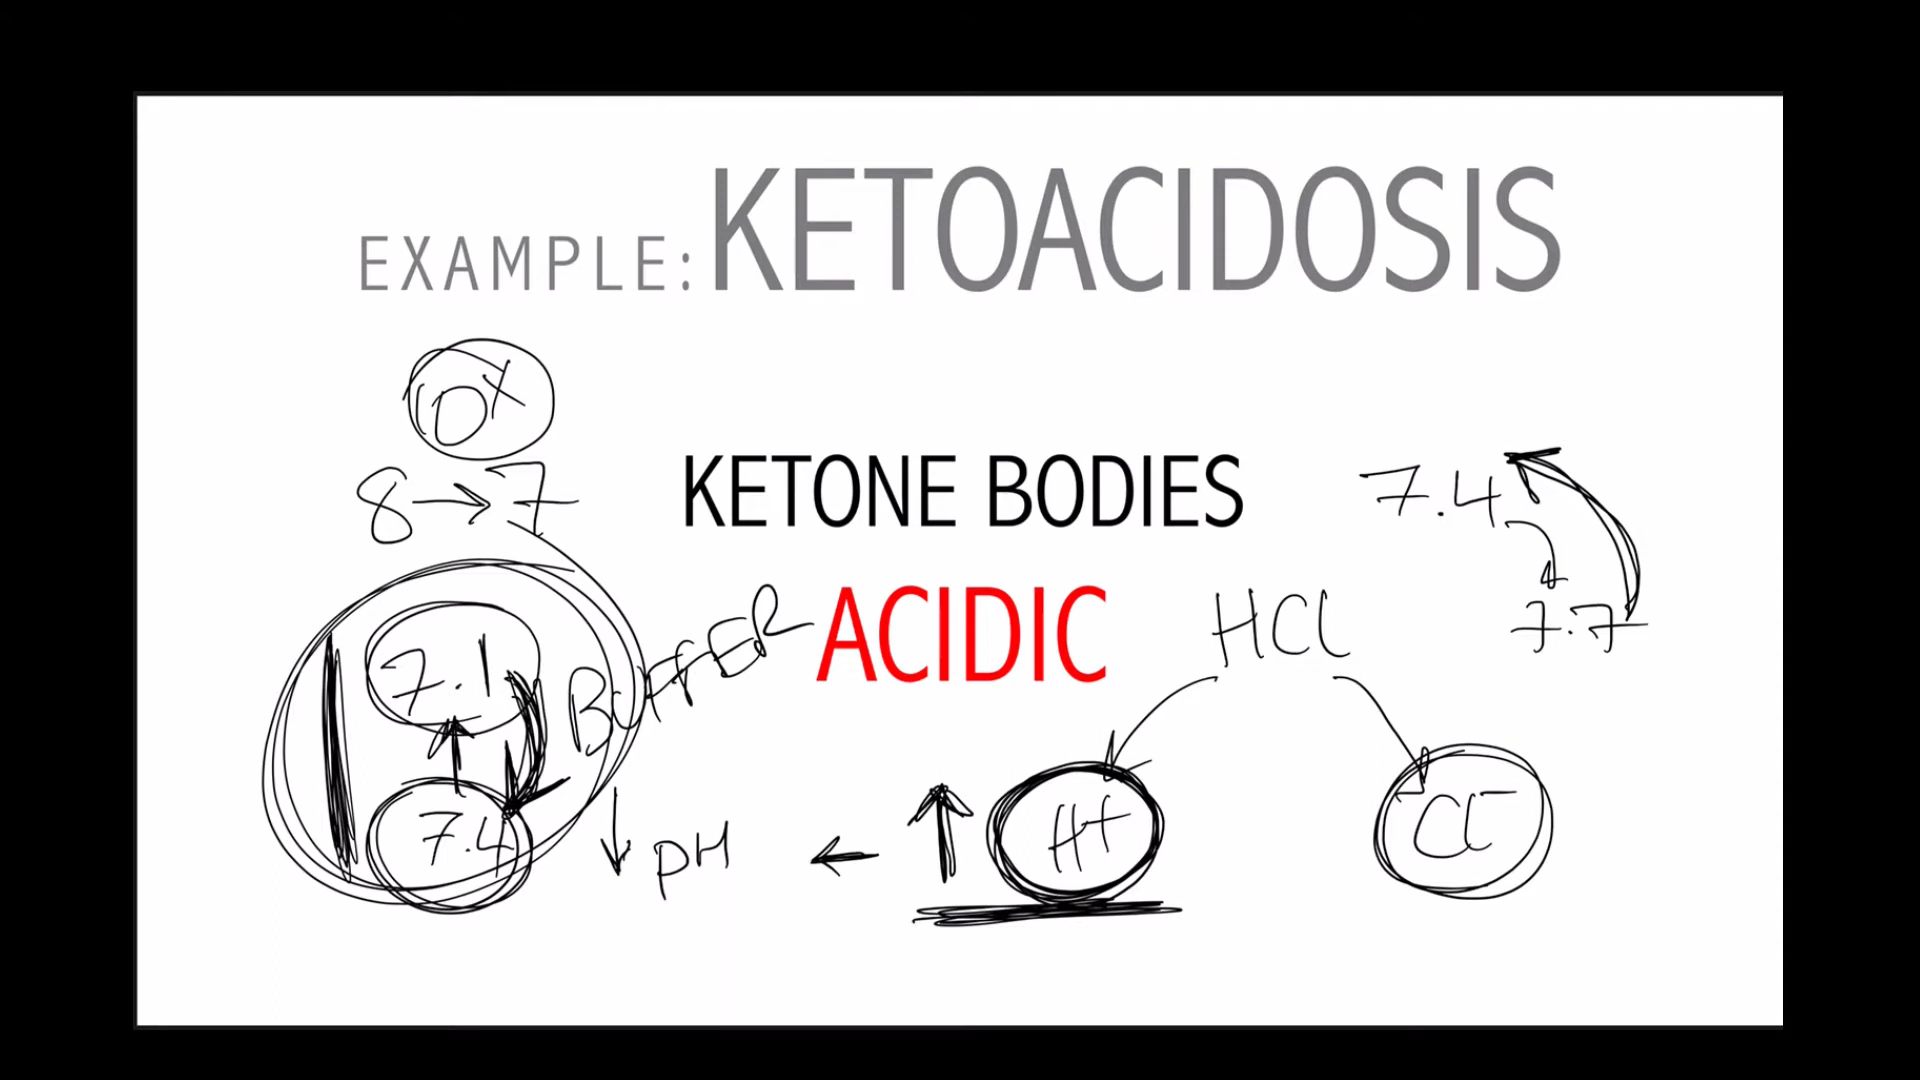 EXAMPLE: KETOACIDOSIS
10X
8 → 7
KETONE BODIES
7.4
ACIDIC
HCl
7.7
7.1
BUFFER
7.4
↓ pH ← ↑ H+
Cl-